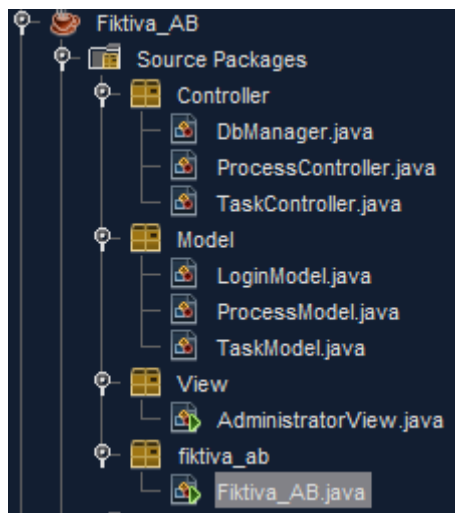 Fiktiva_AB
Source Packages
Controller
DbManager.java
ProcessController.java
TaskController.java
Model
LoginModel.java
ProcessModel.java
TaskModel.java
View
AdministratorView.java
fiktiva_ab
Fiktiva_AB.java